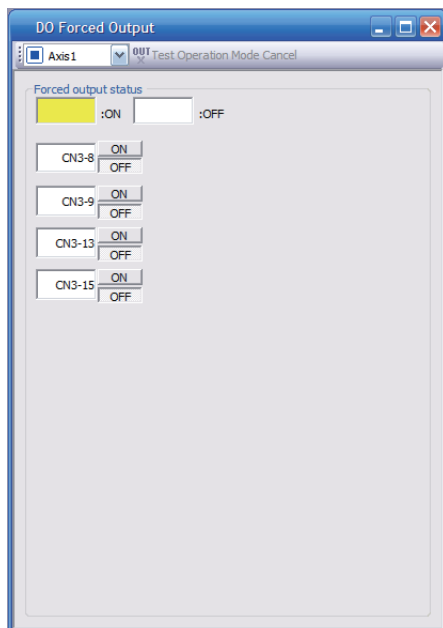 DO Forced Output
Axis1 OUT Test Operation Mode Cancel
Forced output status
:ON :OFF
CN3-8 ON
OFF
CN3-9 ON
OFF
CN3-13 ON
OFF
CN3-15 ON
OFF